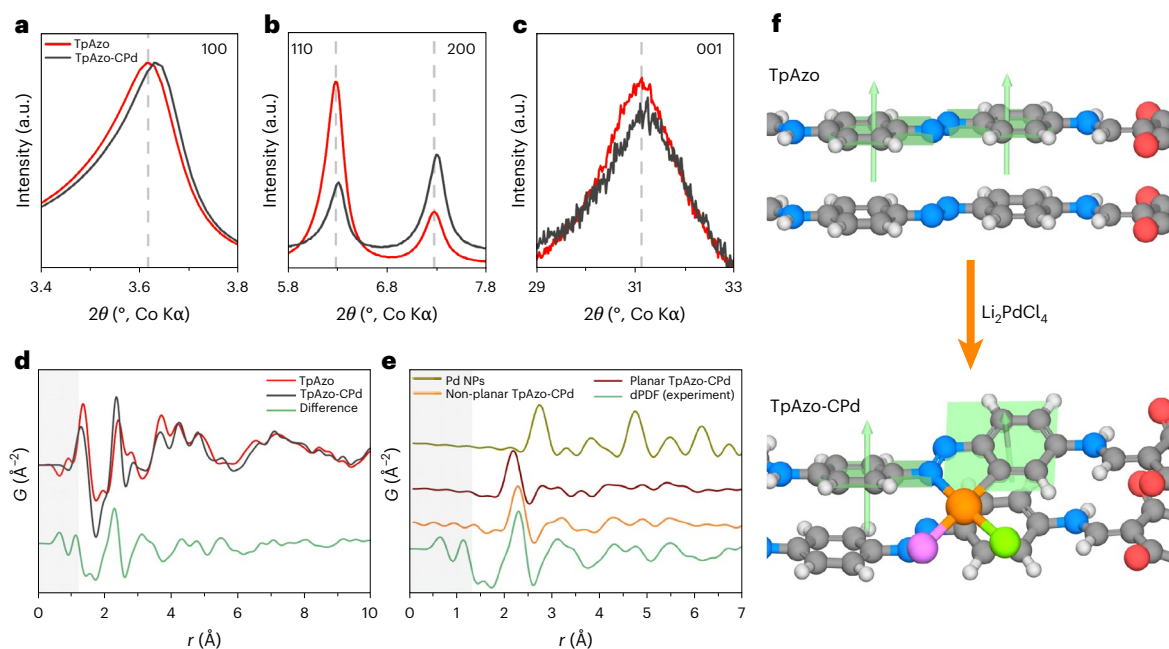 a
TpAzo
TpAzo-CPd
100
Intensity (a.u.)
3.4 3.6 3.8
2θ (°, Co Kα)
b
110 200
Intensity (a.u.)
5.8 6.8 7.8
2θ (°, Co Kα)
c
001
Intensity (a.u.)
29 31 33
2θ (°, Co Kα)
d
TpAzo
TpAzo-CPd
Difference
G (Å⁻²)
0 2 4 6 8 10
r (Å)
e
Pd NPs Planar TpAzo-CPd
Non-planar TpAzo-CPd dPDF (experiment)
G (Å⁻²)
0 1 2 3 4 5 6 7
r (Å)
f
TpAzo
Li₂PdCl₄
TpAzo-CPd